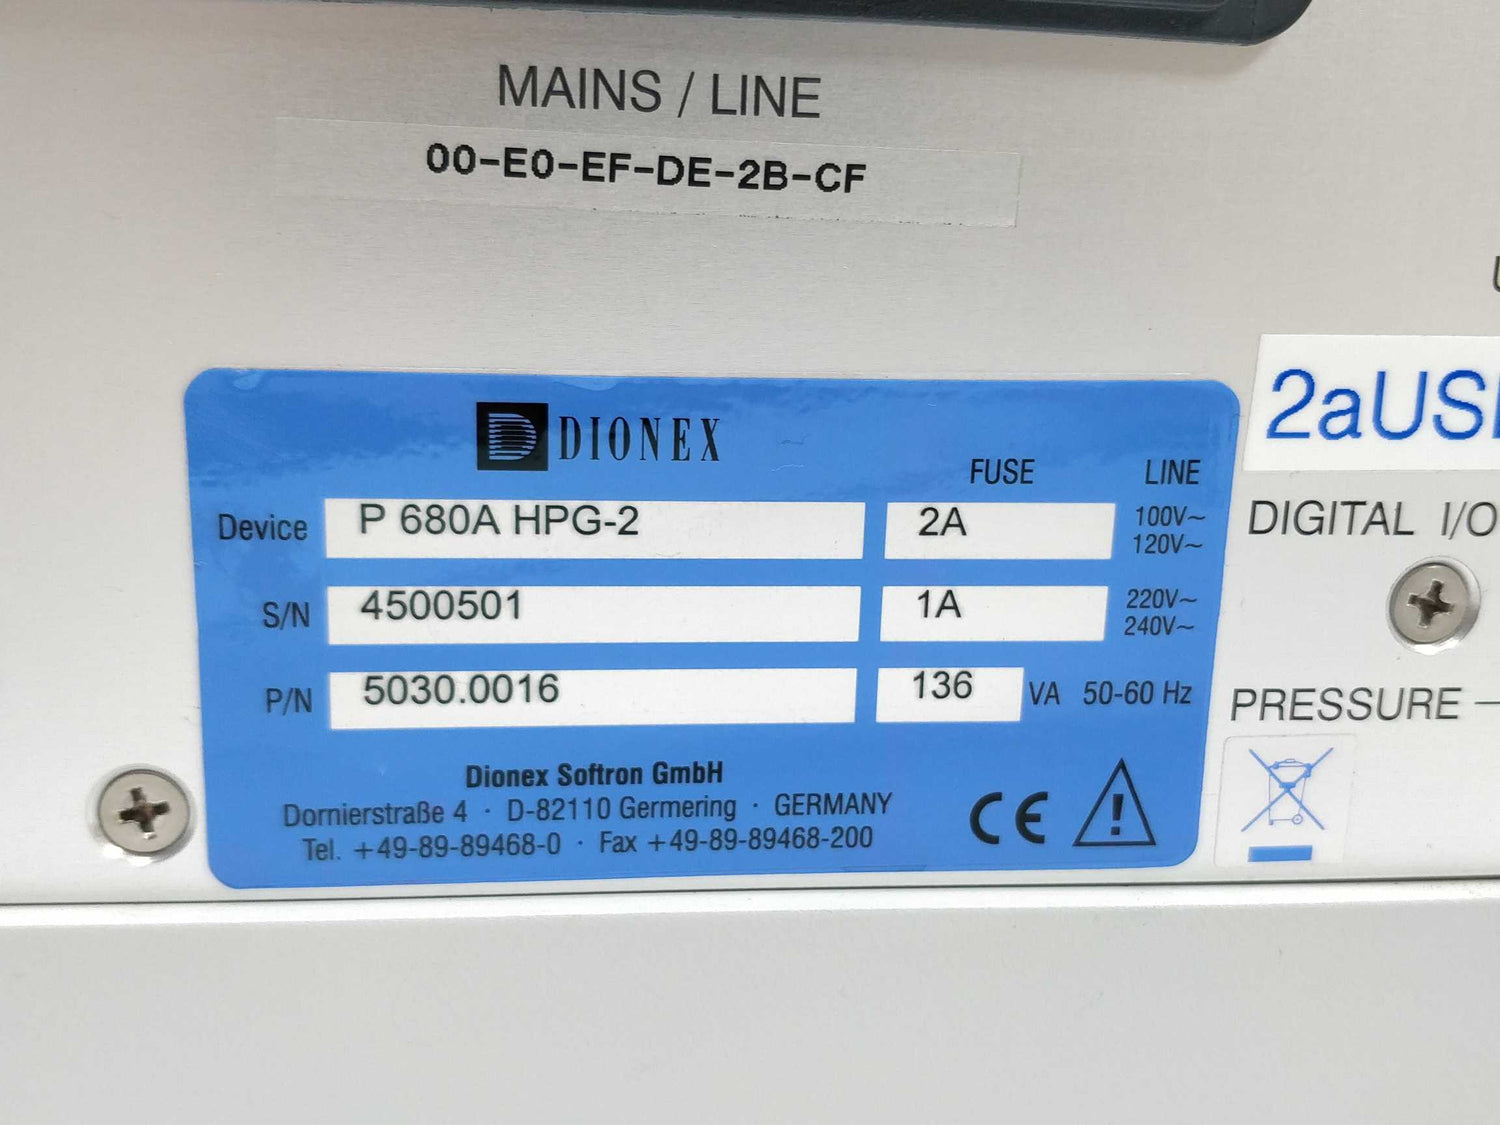 MAINS / LINE
00-E0-EF-DE-2B-CF
DIONEX
FUSE LINE
Device P 680A HPG-2 2A 100V~
120V~
S/N 4500501 1A 220V~
240V~
P/N 5030.0016 136 VA 50-60 Hz
Dionex Softron GmbH
Dornierstraße 4 · D-82110 Germering · GERMANY
Tel. +49-89-89468-0 · Fax +49-89-89468-200
CE
2aUS
DIGITAL I/O
PRESSURE